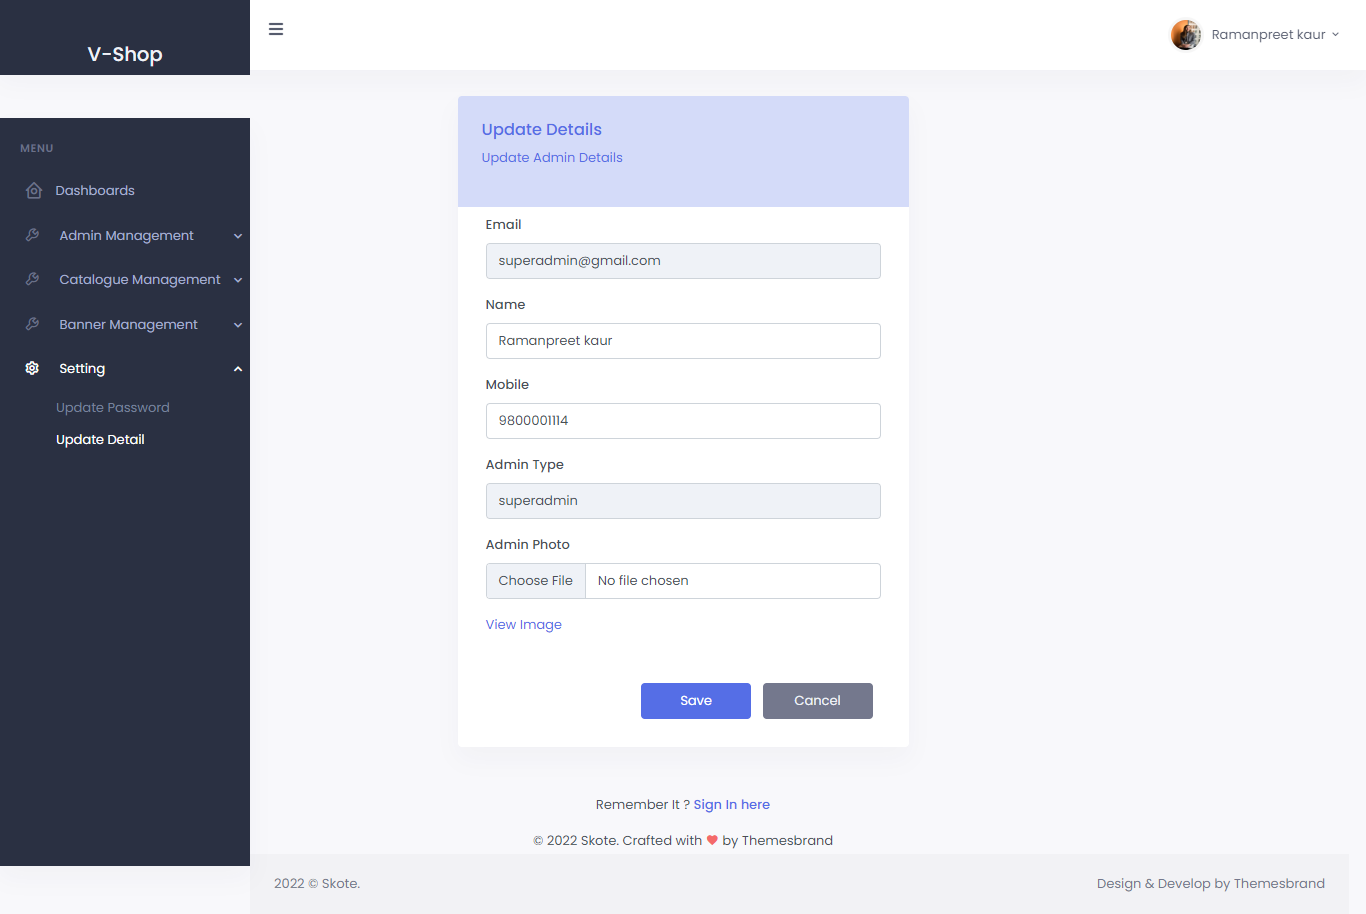 V-Shop
Ramanpreet kaur
MENU
Dashboards
Admin Management
Catalogue Management
Banner Management
Setting
Update Password
Update Detail
Update Details
Update Admin Details
Email
superadmin@gmail.com
Name
Ramanpreet kaur
Mobile
9800001114
Admin Type
superadmin
Admin Photo
Choose File No file chosen
View Image
Save Cancel
Remember It ? Sign In here
© 2022 Skote. Crafted with ❤ by Themesbrand
2022 © Skote. Design & Develop by Themesbrand